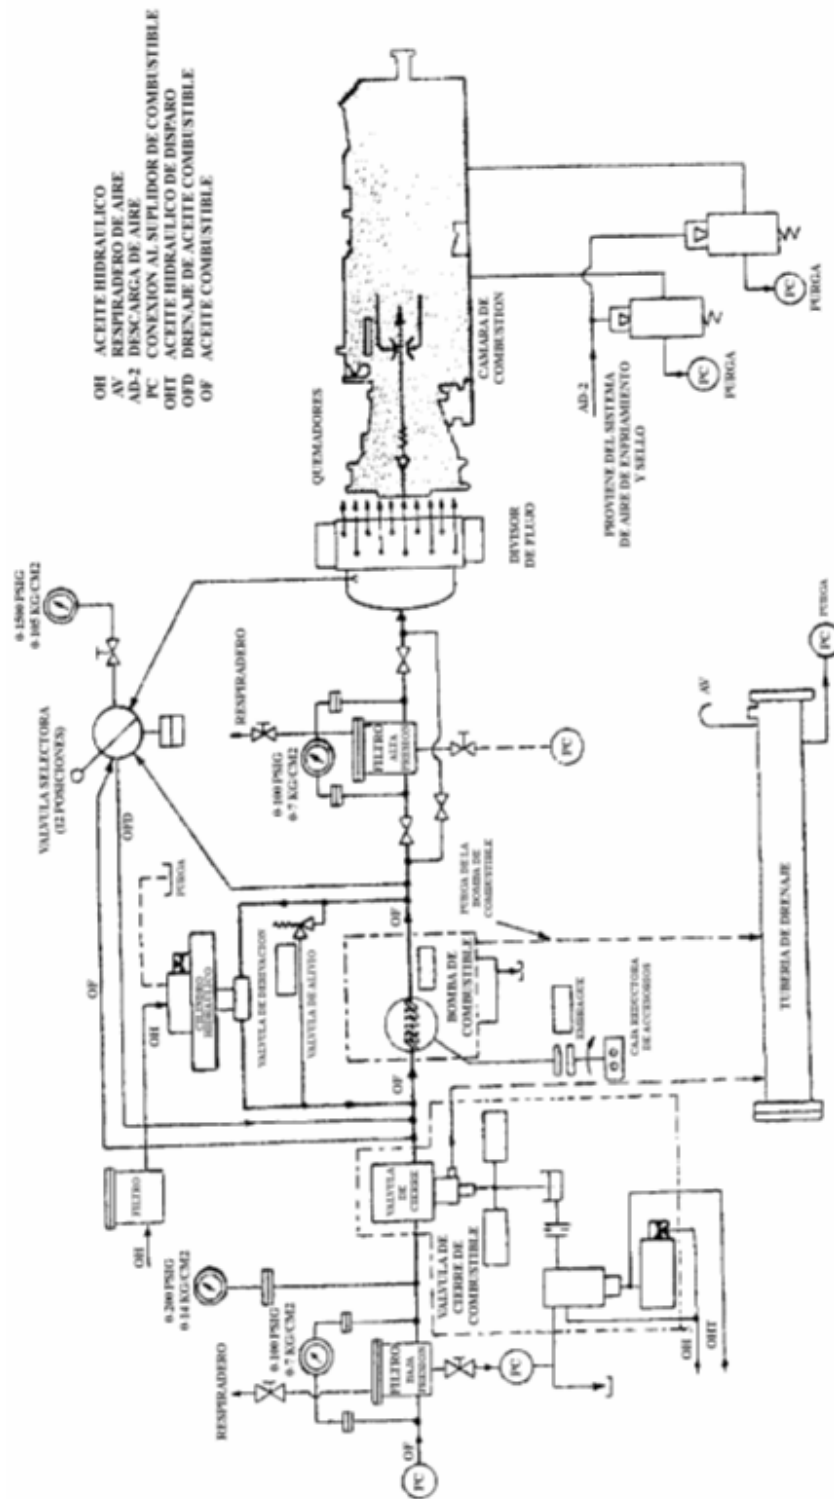 OH ACEITE HIDRAULICO
AV RESPIRADERO DE AIRE
AD-2 DESCARGA DE AIRE
PC CONEXION AL SUPLIDOR DE COMBUSTIBLE
OHT ACEITE HIDRAULICO DE DISPARO
OFD DRENAJE DE ACEITE COMBUSTIBLE
OF ACEITE COMBUSTIBLE
0-1500 PSIG
0-105 KG/CM2
VALVULA SELECTORA
(12 POSICIONES)
OFD
OF
PURGA
OH
CILINDRO
HIDRAULICO
VALVULA DE DERIVACION
VALVULA DE ALIVIO
FILTRO
OH
0-200 PSIG
0-14 KG/CM2
RESPIRADERO
0-100 PSIG
0-7 KG/CM2
FILTRO
BAJA
PRESION
OF
PC
PC
VALVULA
DE
CIERRE
VALVULA DE
CIERRE DE
COMBUSTIBLE
OH
OHT
OF
BOMBA DE
COMBUSTIBLE
OF
EMBRAGUE
CAJA REDUCTORA
DE ACCESORIOS
PURGA DE LA
BOMBA DE
COMBUSTIBLE
RESPIRADERO
0-100 PSIG
0-7 KG/CM2
FILTRO
ALTA
PRESION
PC
DIVISOR
DE FLUJO
QUEMADORES
CAMARA DE
COMBUSTION
AD-2
PROVIENE DEL SISTEMA
DE AIRE DE ENFRIAMIENTO
Y SELLO
PC
PURGA
PC
PURGA
TUBERIA DE DRENAJE
AV
PC
PURGA